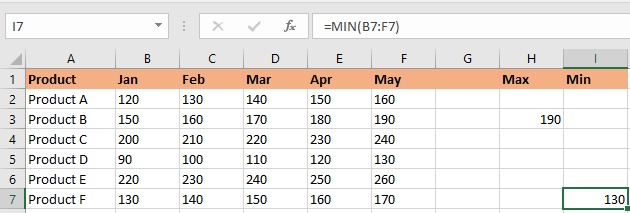 I7 fx =MIN(B7:F7)
A B C D E F G H I
1 Product Jan Feb Mar Apr May Max Min
2 Product A 120 130 140 150 160
3 Product B 150 160 170 180 190 190
4 Product C 200 210 220 230 240
5 Product D 90 100 110 120 130
6 Product E 220 230 240 250 260
7 Product F 130 140 150 160 170 130